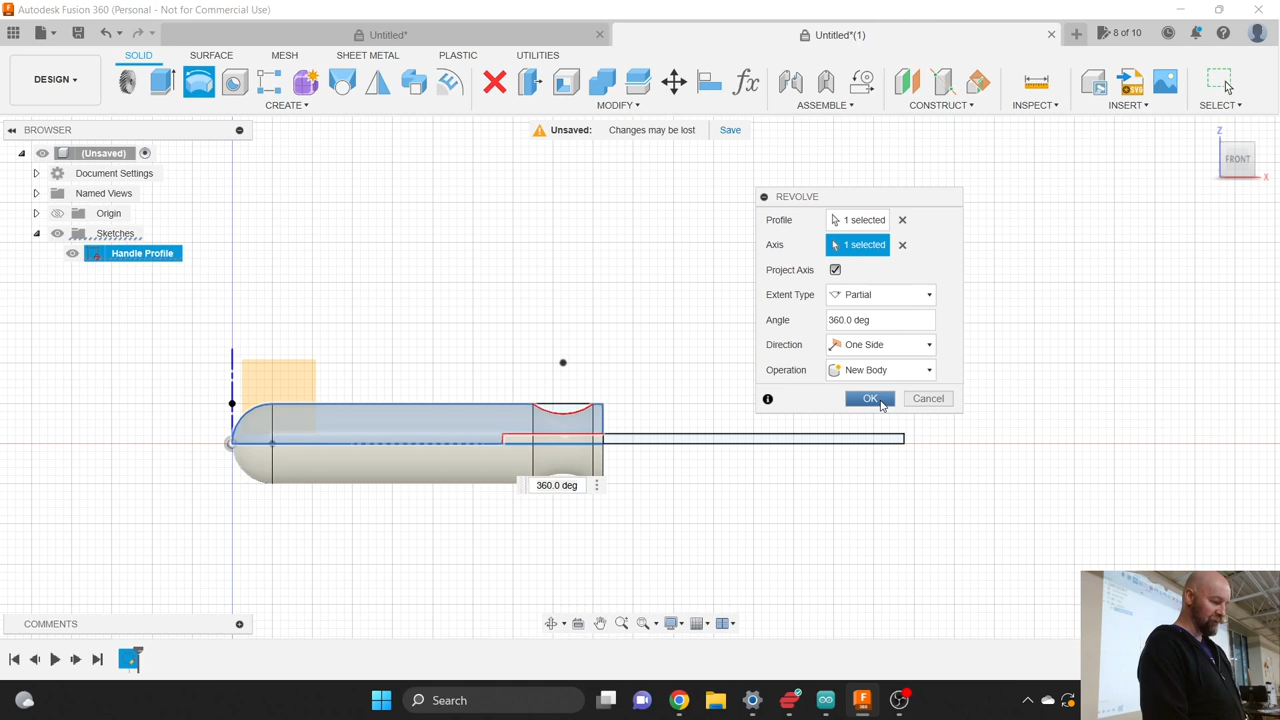 Autodesk Fusion 360 (Personal - Not for Commercial Use)
Untitled*
Untitled*(1)
8 of 10
SOLID SURFACE MESH SHEET METAL PLASTIC UTILITIES
DESIGN
CREATE MODIFY ASSEMBLE CONSTRUCT INSPECT INSERT SELECT
BROWSER
Unsaved: Changes may be lost Save
(Unsaved)
Document Settings
Named Views
Origin
Sketches
Handle Profile
Z
FRONT
X
REVOLVE
Profile 1 selected
Axis 1 selected
Project Axis
Extent Type Partial
Angle 360.0 deg
Direction One Side
Operation New Body
OK Cancel
360.0 deg
COMMENTS
Search